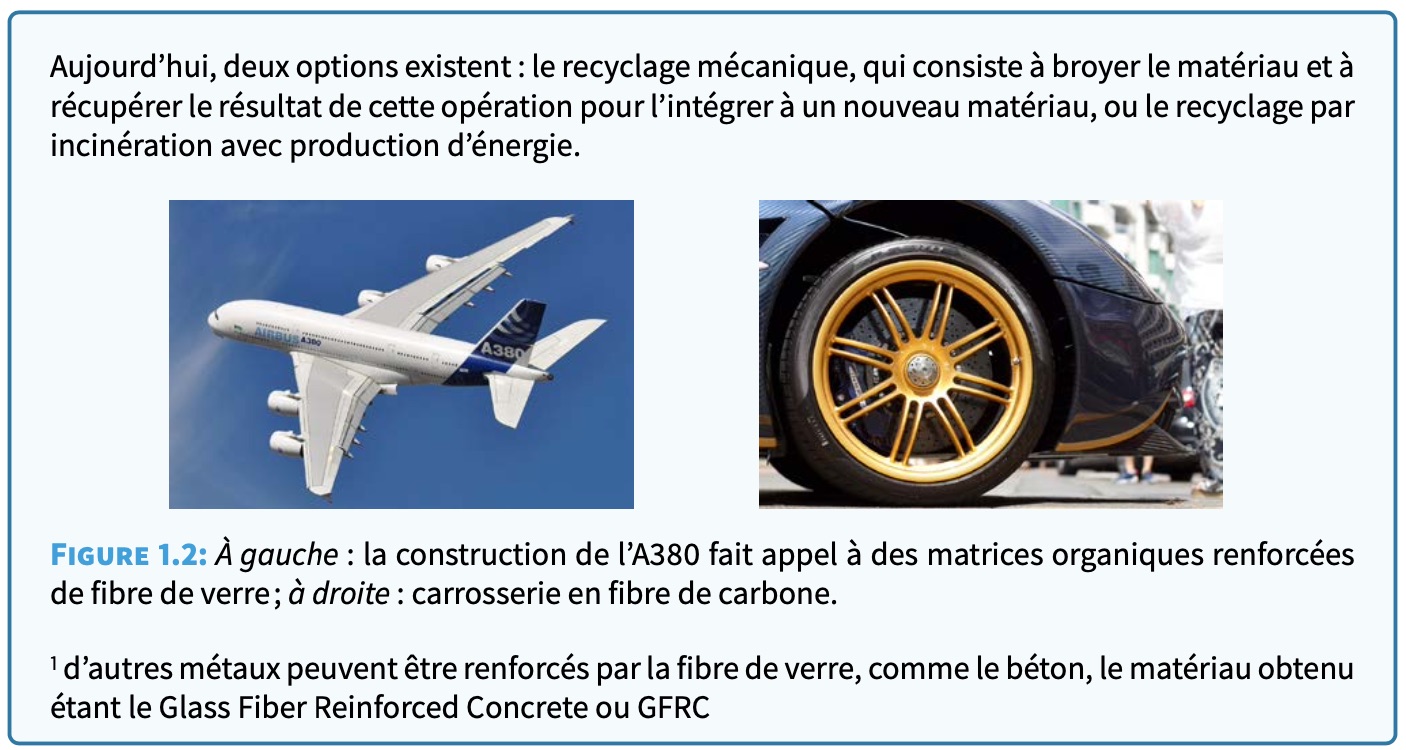 Aujourd’hui, deux options existent : le recyclage mécanique, qui consiste à broyer le matériau et à
récupérer le résultat de cette opération pour l’intégrer à un nouveau matériau, ou le recyclage par
incinération avec production d’énergie.
AIRBUS A380
A380
FIGURE 1.2: À gauche : la construction de l’A380 fait appel à des matrices organiques renforcées
de fibre de verre; à droite : carrosserie en fibre de carbone.
¹ d’autres métaux peuvent être renforcés par la fibre de verre, comme le béton, le matériau obtenu
étant le Glass Fiber Reinforced Concrete ou GFRC